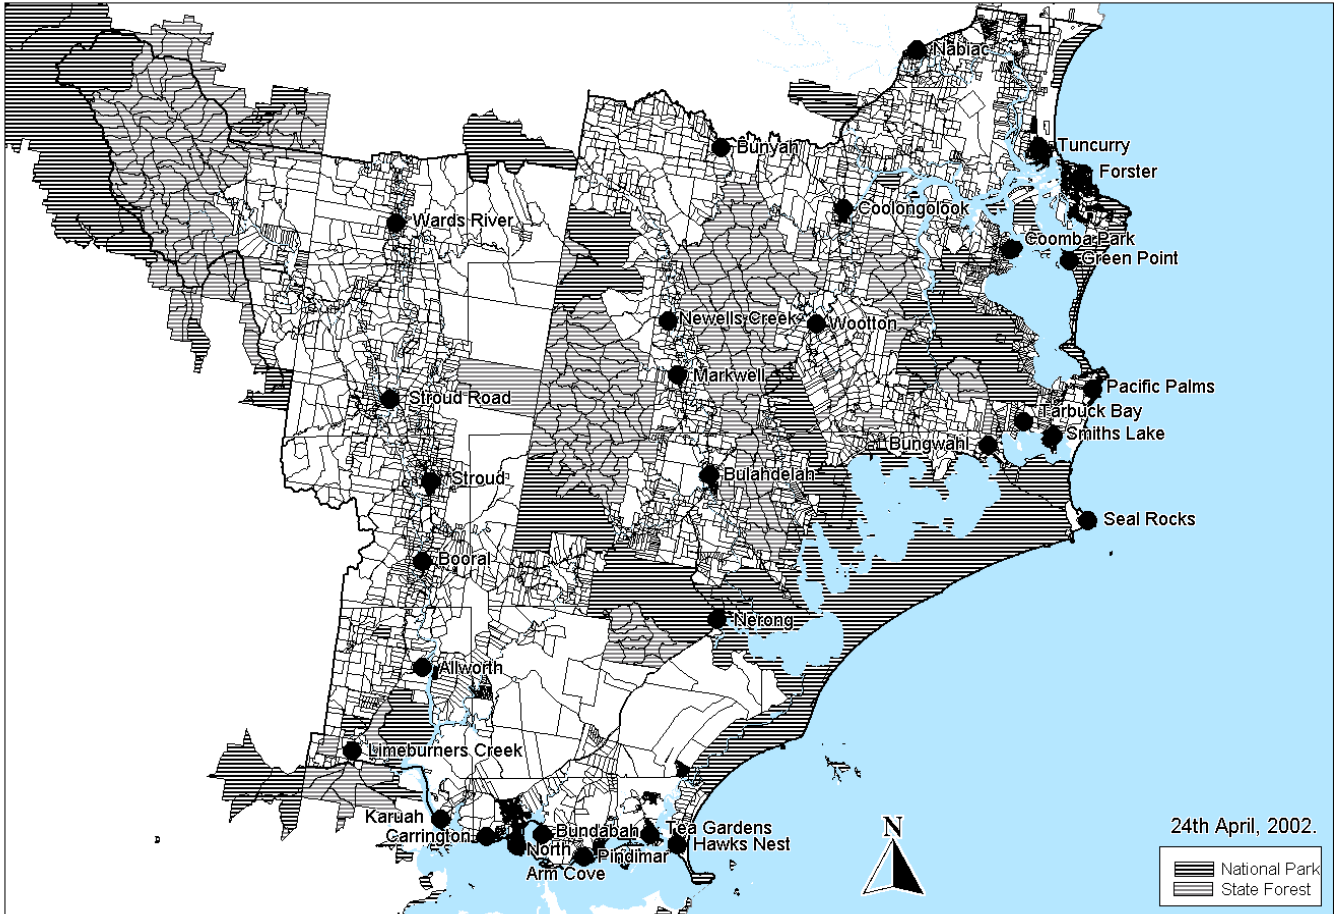 Nabiac
Tuncurry
Bunyah
Forster
Coolongolook
Wards River
Coomba Park
Green Point
Newells Creek
Wootton
Markwell
Pacific Palms
Stroud Road
Tarbuck Bay
Smiths Lake
Bungwahl
Bulahdelah
Stroud
Seal Rocks
Booral
Nerong
Allworth
Limeburners Creek
Karuah
Carrington
Bundabah
Tea Gardens
Hawks Nest
North
Arm Cove
Pindimar
N
24th April, 2002.
National Park
State Forest